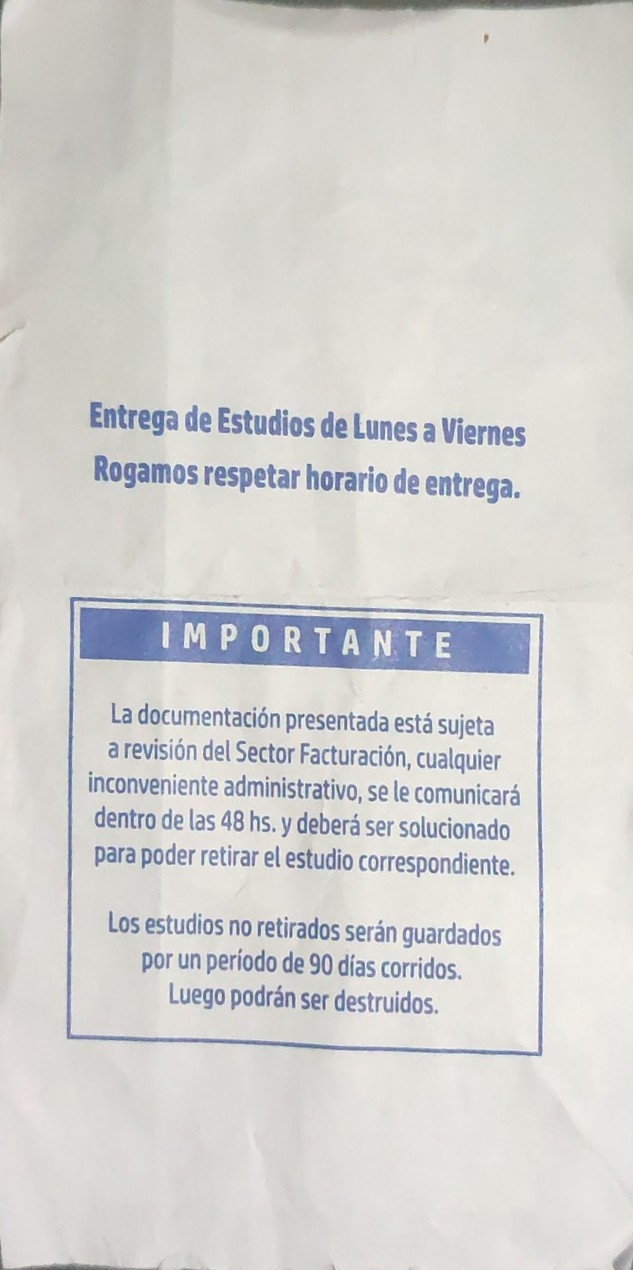 Entrega de Estudios de Lunes a Viernes
Rogamos respetar horario de entrega.
IMPORTANTE
La documentación presentada está sujeta
a revisión del Sector Facturación, cualquier
inconveniente administrativo, se le comunicará
dentro de las 48 hs. y deberá ser solucionado
para poder retirar el estudio correspondiente.
Los estudios no retirados serán guardados
por un período de 90 días corridos.
Luego podrán ser destruidos.